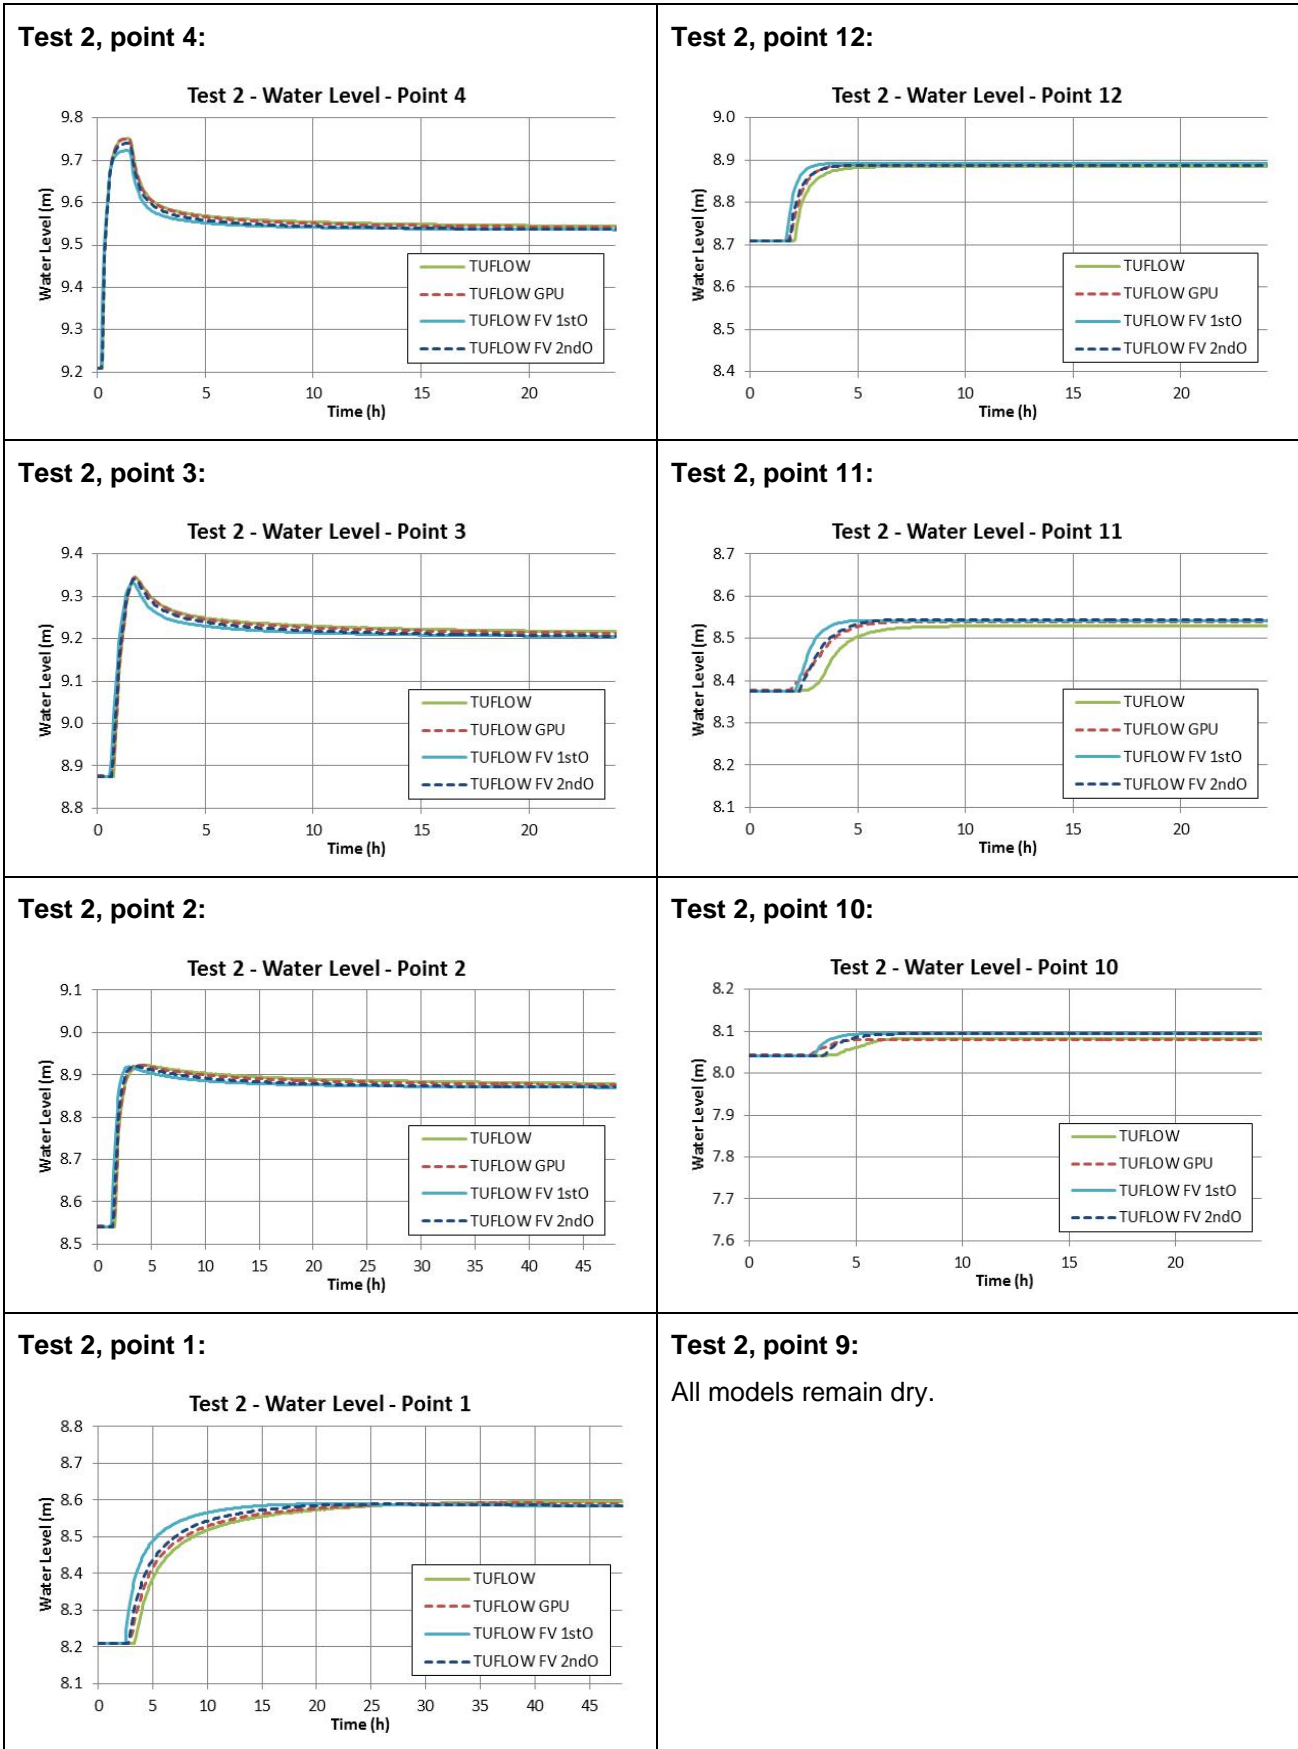 Test 2, point 4:
Test 2 - Water Level - Point 4
Water Level (m)
9.8
9.7
9.6
9.5
9.4
9.3
9.2
0 5 10 15 20
Time (h)
TUFLOW
TUFLOW GPU
TUFLOW FV 1stO
TUFLOW FV 2ndO
Test 2, point 12:
Test 2 - Water Level - Point 12
Water Level (m)
9.0
8.9
8.8
8.7
8.6
8.5
8.4
0 5 10 15 20
Time (h)
TUFLOW
TUFLOW GPU
TUFLOW FV 1stO
TUFLOW FV 2ndO
Test 2, point 3:
Test 2 - Water Level - Point 3
Water Level (m)
9.4
9.3
9.2
9.1
9.0
8.9
8.8
0 5 10 15 20
Time (h)
TUFLOW
TUFLOW GPU
TUFLOW FV 1stO
TUFLOW FV 2ndO
Test 2, point 11:
Test 2 - Water Level - Point 11
Water Level (m)
8.7
8.6
8.5
8.4
8.3
8.2
8.1
0 5 10 15 20
Time (h)
TUFLOW
TUFLOW GPU
TUFLOW FV 1stO
TUFLOW FV 2ndO
Test 2, point 2:
Test 2 - Water Level - Point 2
Water Level (m)
9.1
9.0
8.9
8.8
8.7
8.6
8.5
0 5 10 15 20 25 30 35 40 45
Time (h)
TUFLOW
TUFLOW GPU
TUFLOW FV 1stO
TUFLOW FV 2ndO
Test 2, point 10:
Test 2 - Water Level - Point 10
Water Level (m)
8.2
8.1
8.0
7.9
7.8
7.7
7.6
0 5 10 15 20
Time (h)
TUFLOW
TUFLOW GPU
TUFLOW FV 1stO
TUFLOW FV 2ndO
Test 2, point 1:
Test 2 - Water Level - Point 1
Water Level (m)
8.8
8.7
8.6
8.5
8.4
8.3
8.2
8.1
0 5 10 15 20 25 30 35 40 45
Time (h)
TUFLOW
TUFLOW GPU
TUFLOW FV 1stO
TUFLOW FV 2ndO
Test 2, point 9:
All models remain dry.